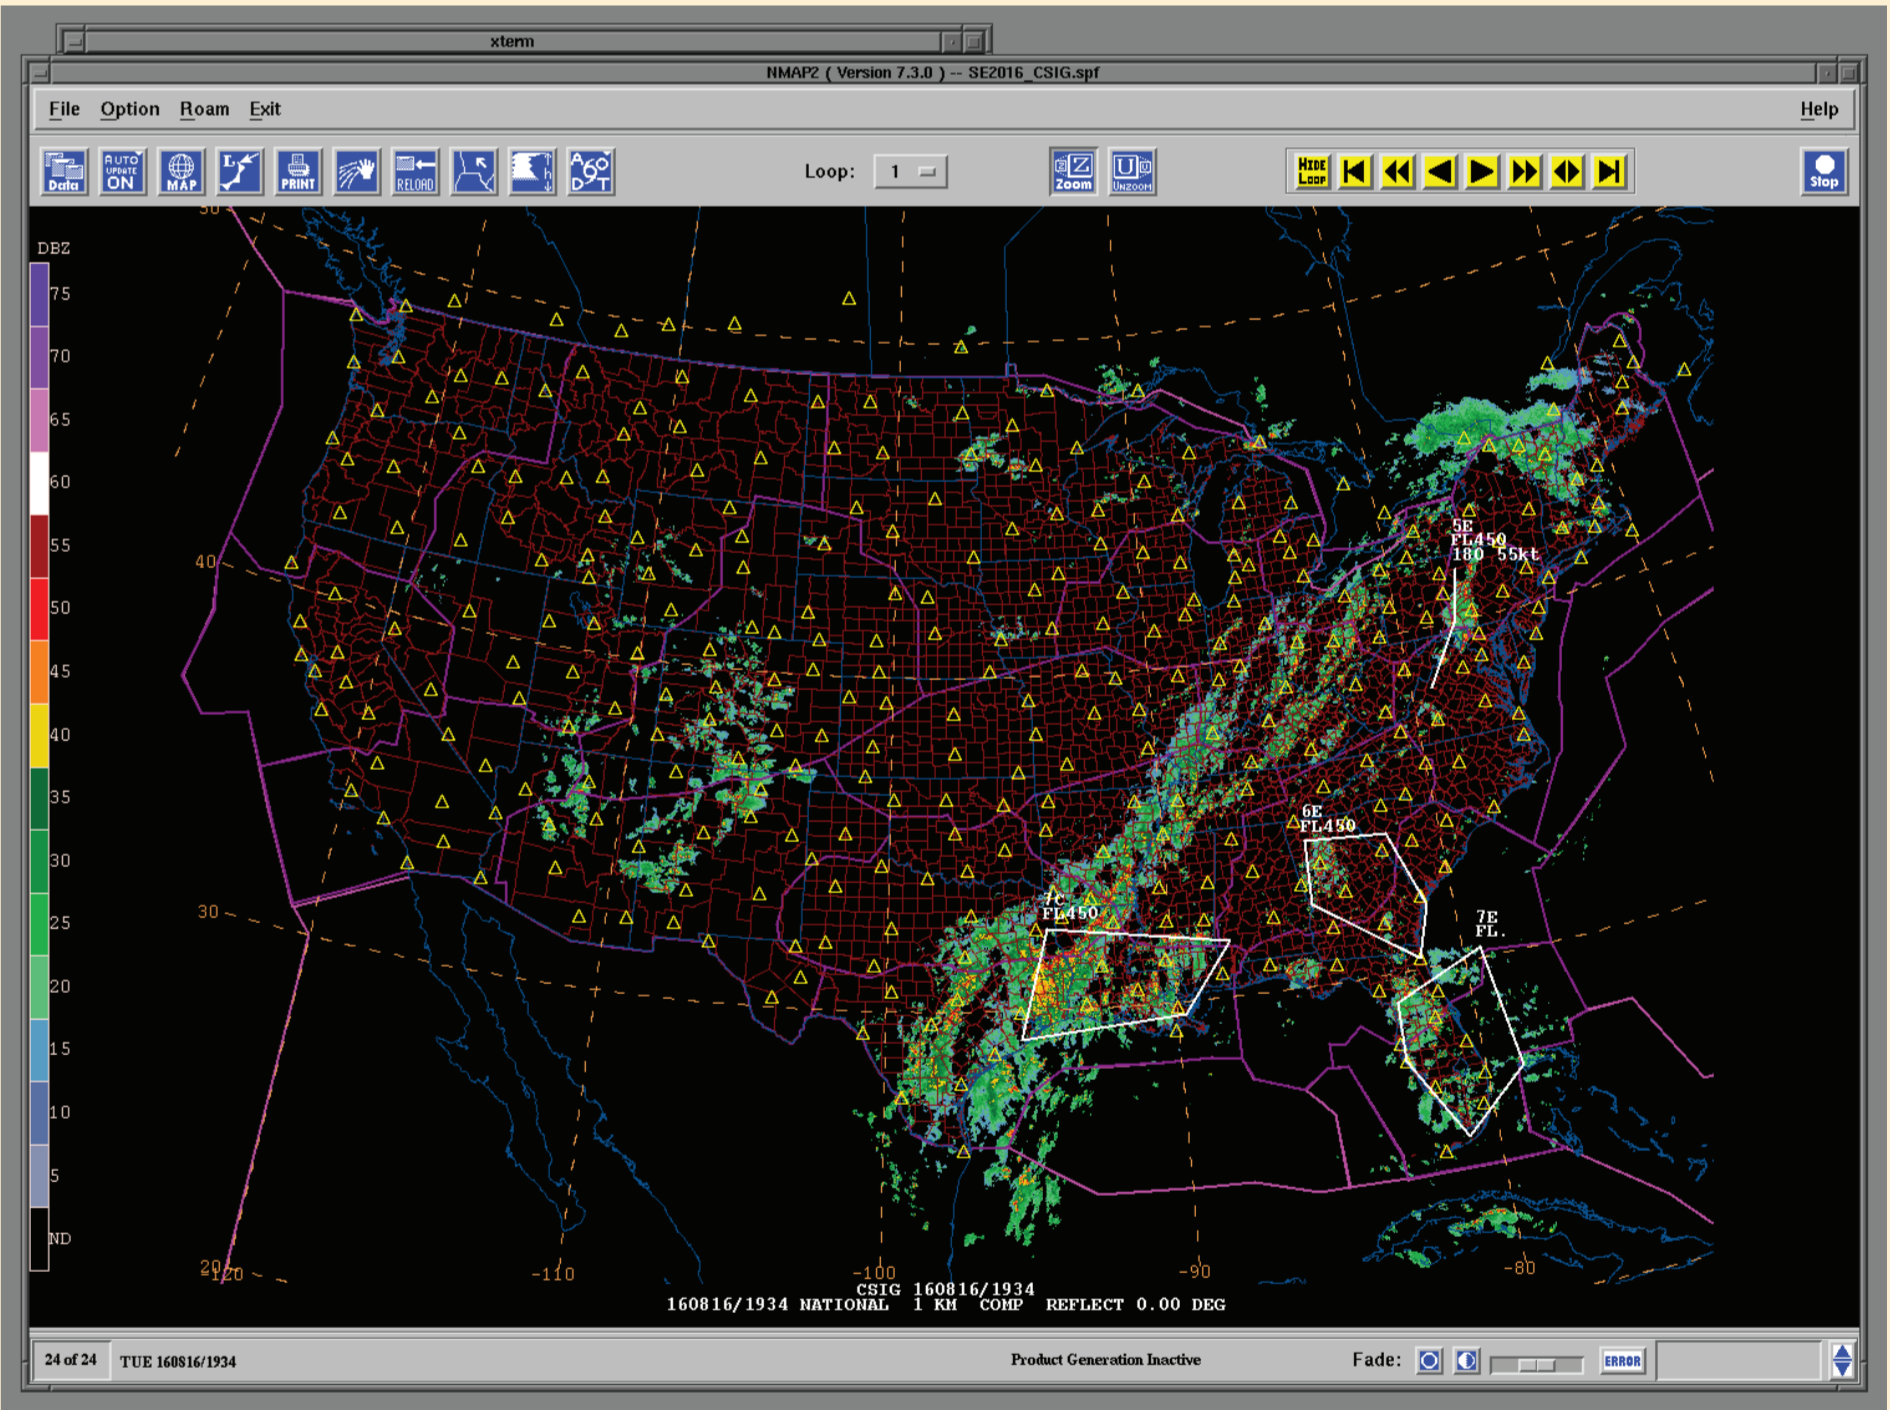 xterm
NMAP2 ( Version 7.3.0 ) -- SE2016_CSIG.spf
File Option Roam Exit Help
Data
AUTO UPDATE ON
MAP
L
PRINT
RELOAD
A 60 D 9 T
Loop: 1
Z Zoom
U UNZOOM
HIDE LOOP
Stop
50
DBZ
75
70
65
60
55
50
45
40
35
30
25
20
15
10
5
ND
40
30
20
-120
-110
-100
-90
-80
5E
FL450
180 55kt
6E
FL450
7C
FL450
7E
FL.
CSIG 160816/1934
160816/1934 NATIONAL 1 KM COMP REFLECT 0.00 DEG
24 of 24 TUE 160816/1934 Product Generation Inactive Fade: ERROR